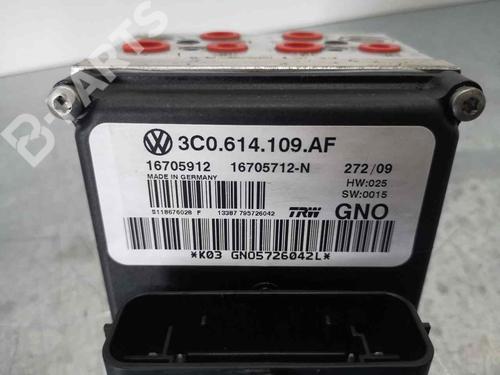 B-PARTS
3C0.614.109.AF
16705912 16705712-N 272/09
MADE IN GERMANY HW:025
SW:0015
S118676028 F 13387 795726042 TRW GNO
*K03 GNO5726042L*